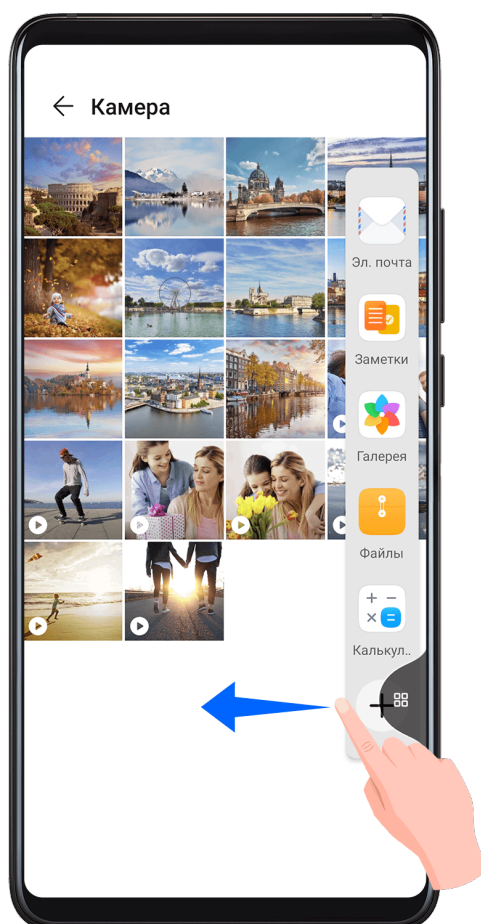 Камера
Эл. почта
Заметки
Галерея
Файлы
Калькул..